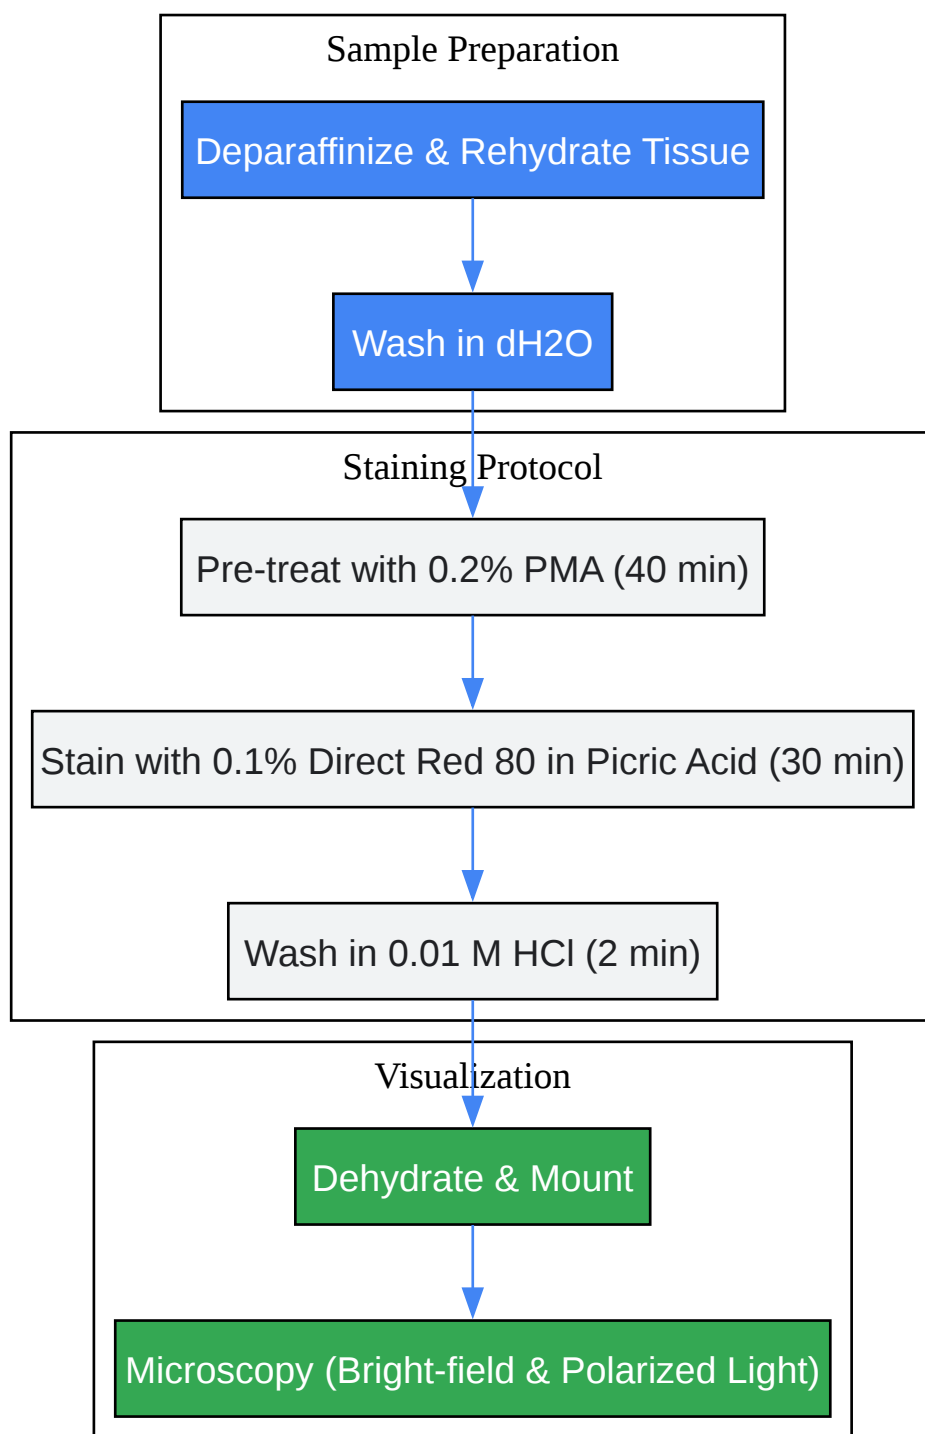 Sample Preparation
Deparaffinize & Rehydrate Tissue
Wash in dH2O
Staining Protocol
Pre-treat with 0.2% PMA (40 min)
Stain with 0.1% Direct Red 80 in Picric Acid (30 min)
Wash in 0.01 M HCl (2 min)
Visualization
Dehydrate & Mount
Microscopy (Bright-field & Polarized Light)